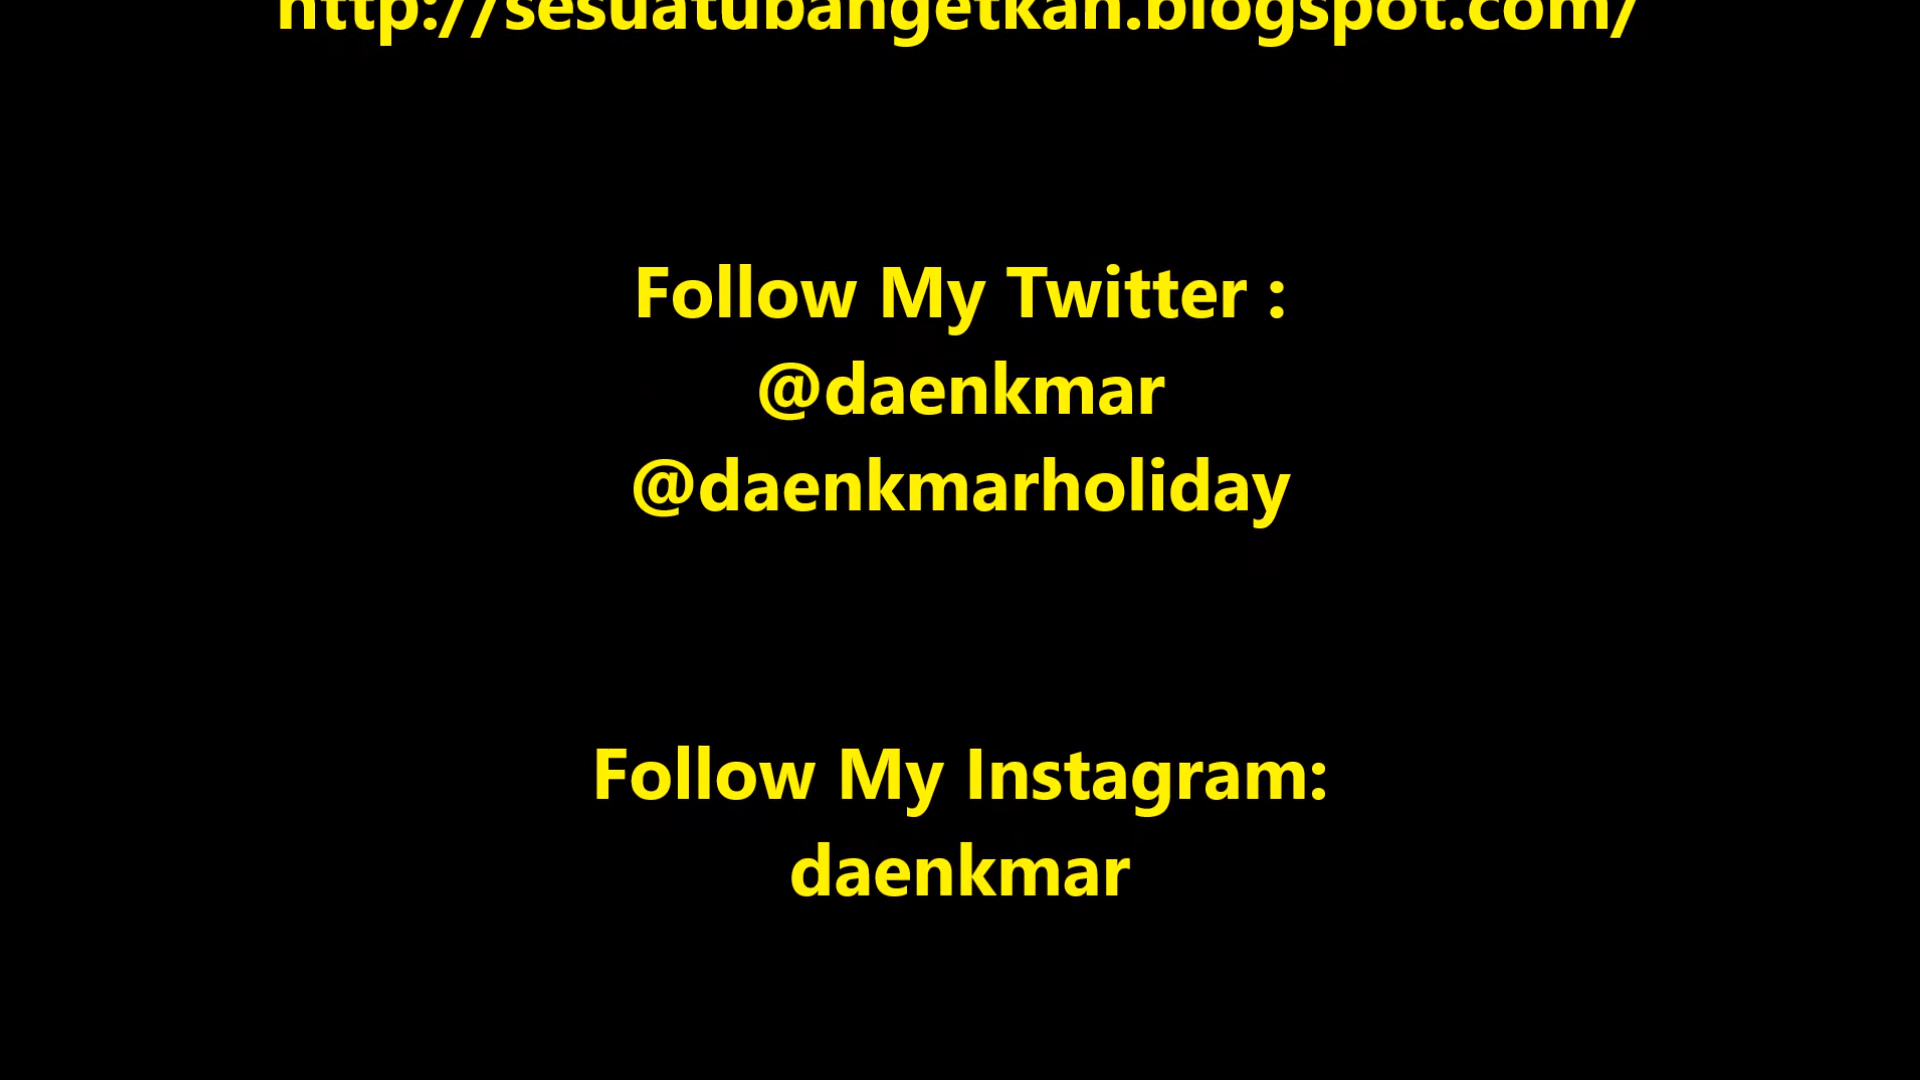 http://sesuatubangetkan.blogspot.com/
Follow My Twitter :
@daenkmar
@daenkmarholiday
Follow My Instagram:
daenkmar